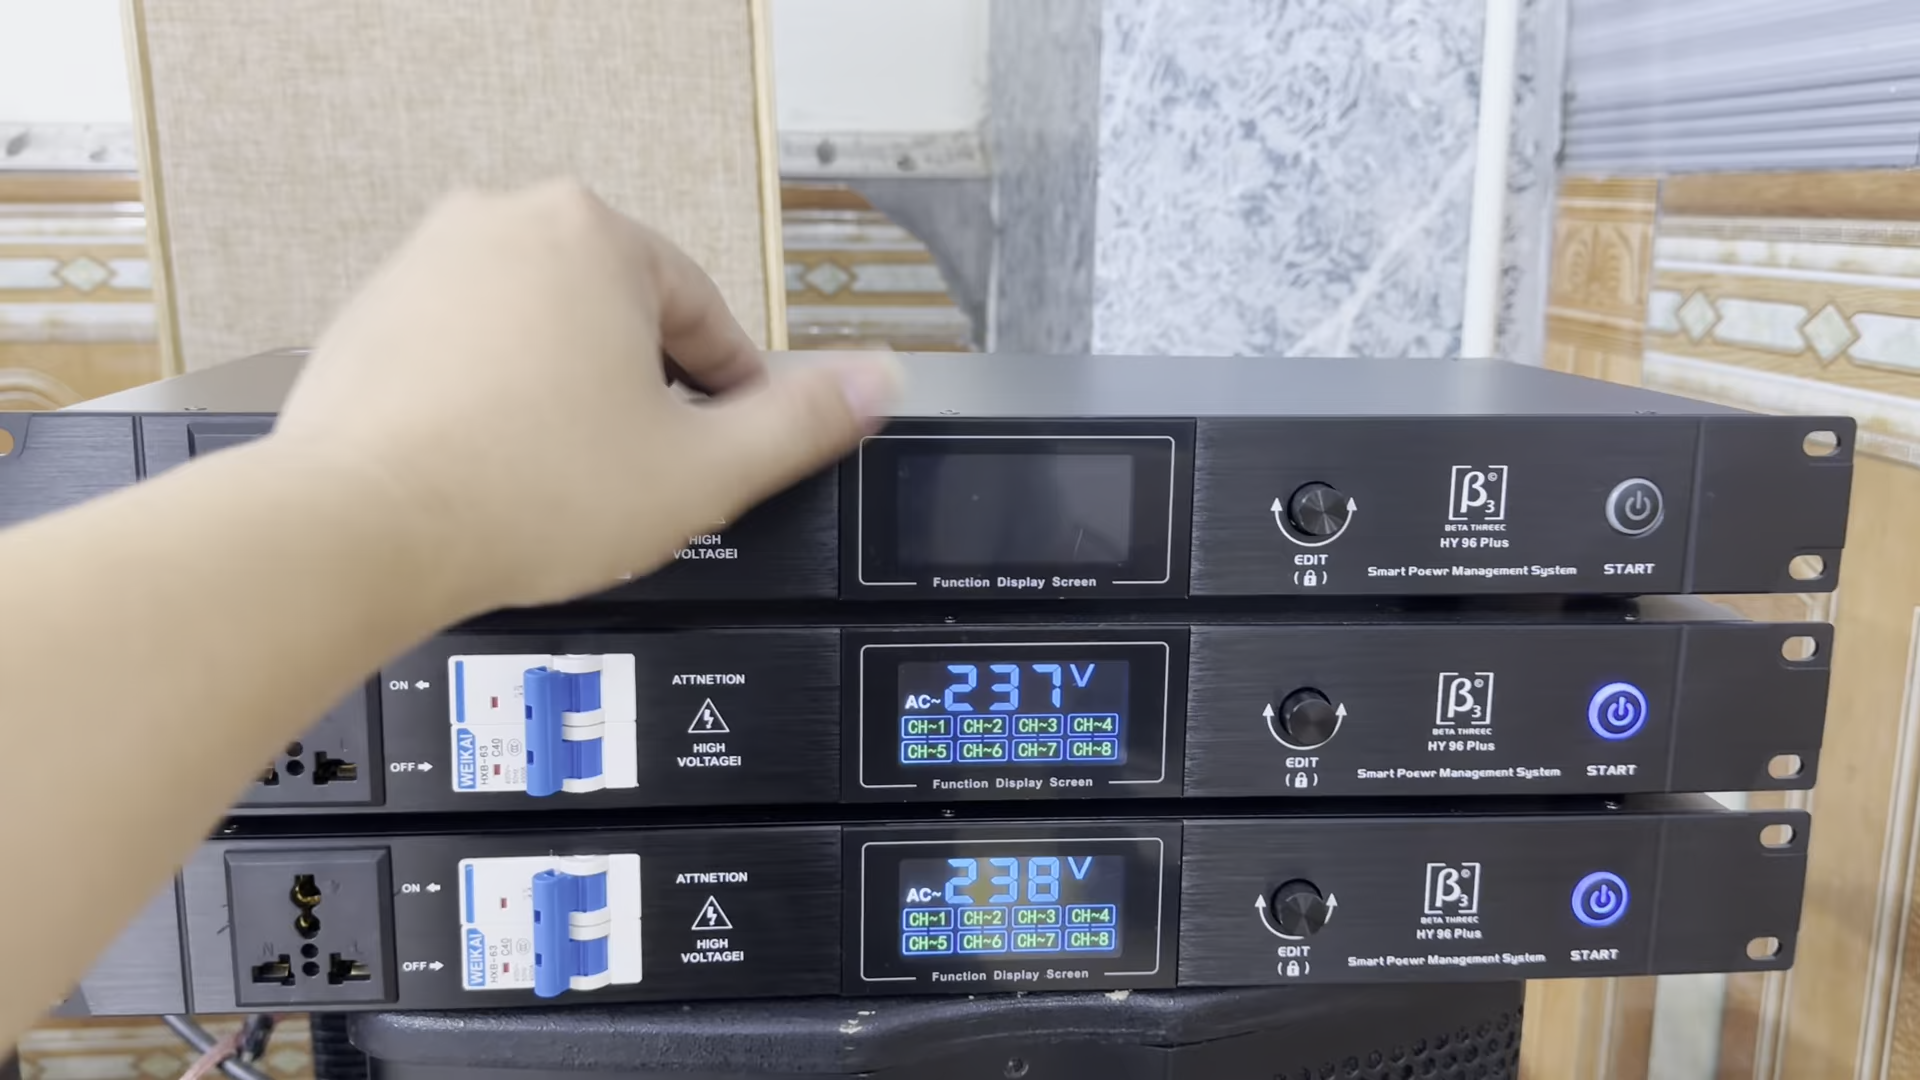 HIGH
VOLTAGEI
Function Display Screen
EDIT
β3
BETA THREEC
HY 96 Plus
Smart Poewr Management System
START
ON
OFF
WEIKAI
HXB-63
C40
ATTNETION
HIGH
VOLTAGEI
AC~237V
CH~1 CH~2 CH~3 CH~4
CH~5 CH~6 CH~7 CH~8
Function Display Screen
EDIT
β3
BETA THREEC
HY 96 Plus
Smart Poewr Management System
START
N L
ON
OFF
WEIKAI
HXB-63
C40
ATTNETION
HIGH
VOLTAGEI
AC~238V
CH~1 CH~2 CH~3 CH~4
CH~5 CH~6 CH~7 CH~8
Function Display Screen
EDIT
β3
BETA THREEC
HY 96 Plus
Smart Poewr Management System
START